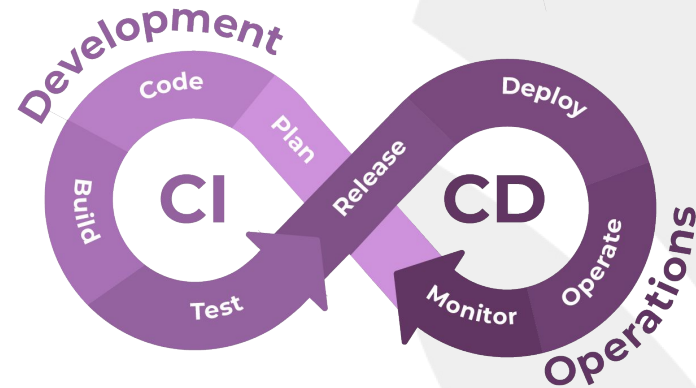 Development
Code
Plan
Build
CI
Test
Release
Deploy
CD
Operate
Monitor
Operations